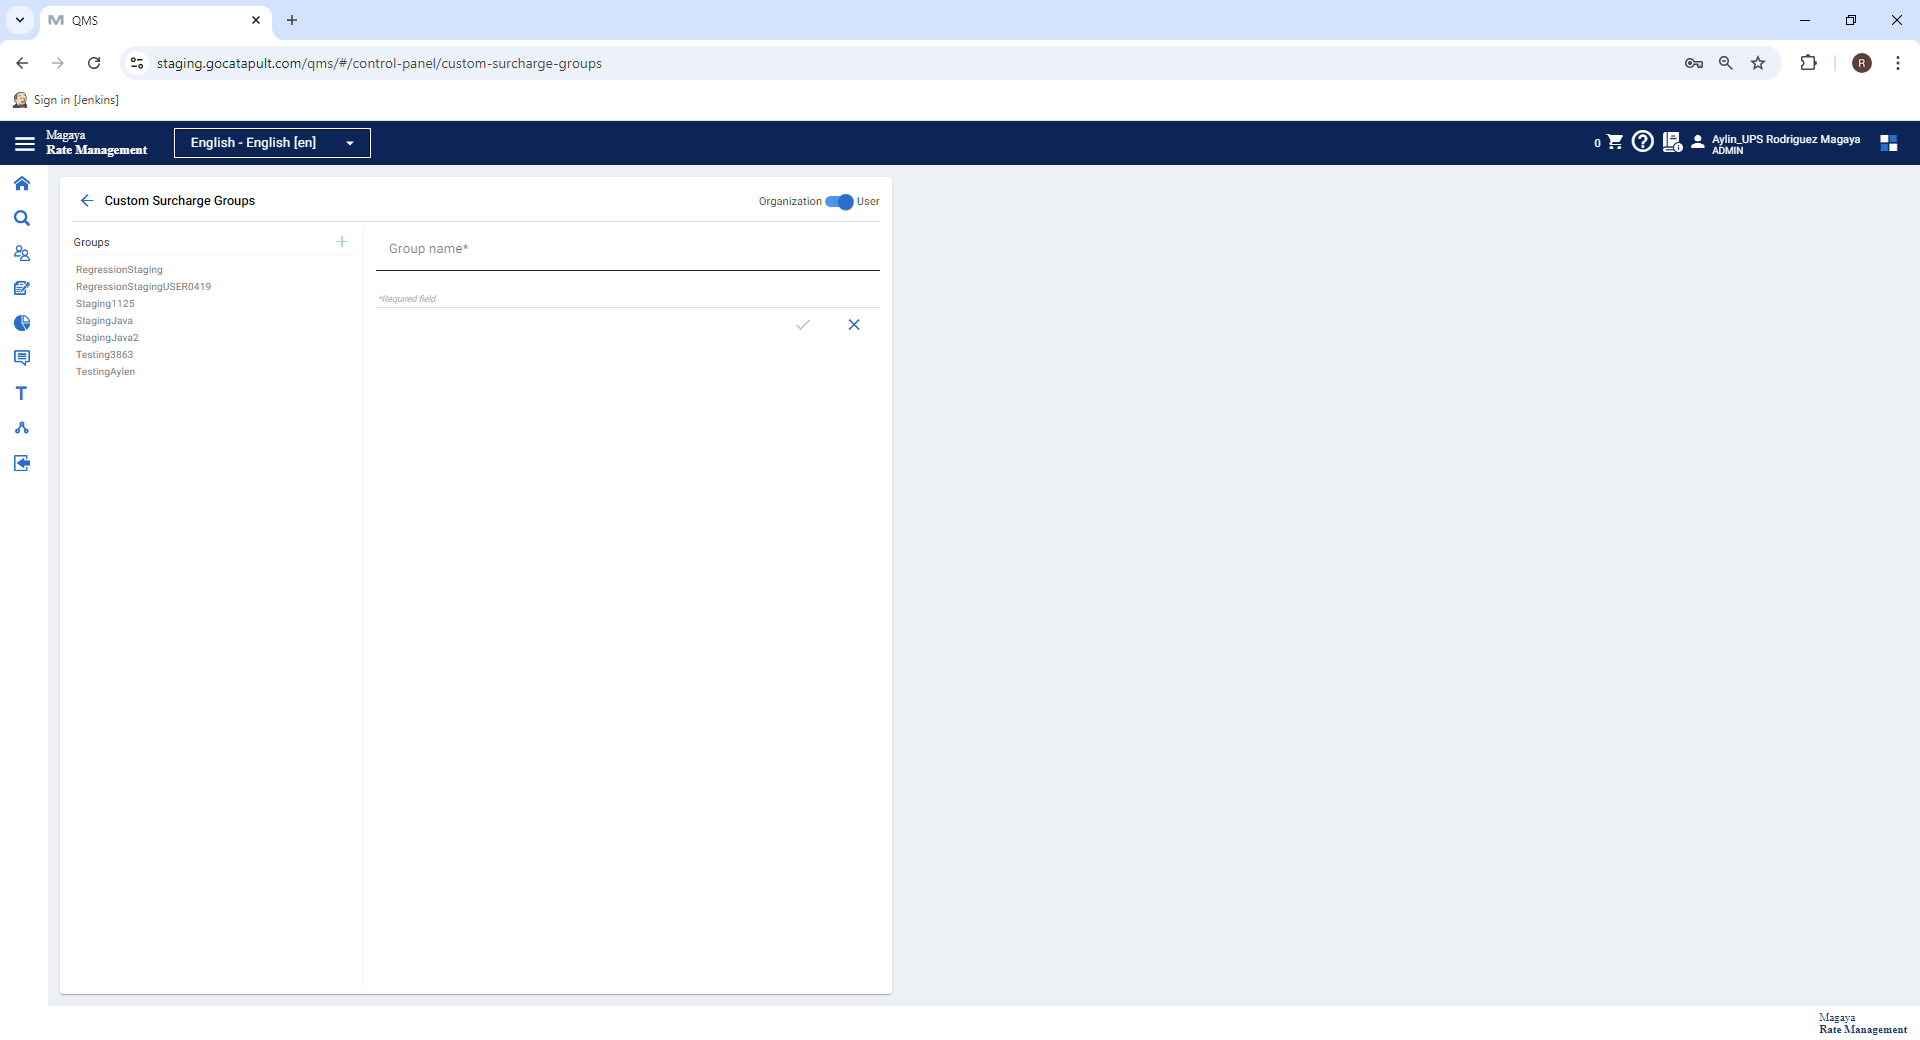 QMS
staging.gocatapult.com/qms/#/control-panel/custom-surcharge-groups
R
Sign in [Jenkins]
Magaya
Rate Management
English - English [en]
0
Aylin_UPS Rodriguez Magaya
ADMIN
Custom Surcharge Groups
Organization
User
Groups
Group name*
RegressionStaging
RegressionStagingUSER0419
Staging1125
StagingJava
StagingJava2
Testing3863
TestingAylen
*Required field
Magaya
Rate Management